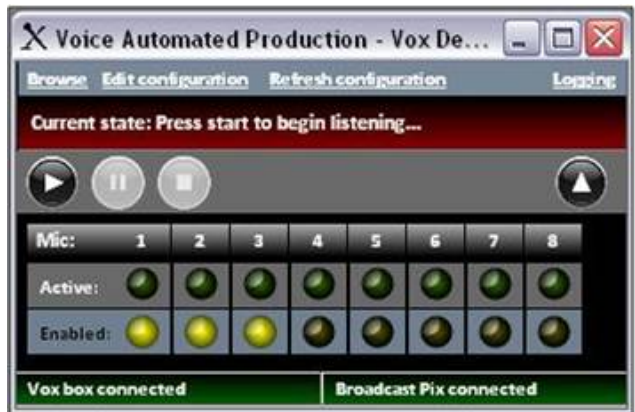 Voice Automated Production - Vox De...
Browse Edit configuration Refresh configuration Logging
Current state: Press start to begin listening...
Mic: 1 2 3 4 5 6 7 8
Active:
Enabled:
Vox box connected Broadcast Pix connected